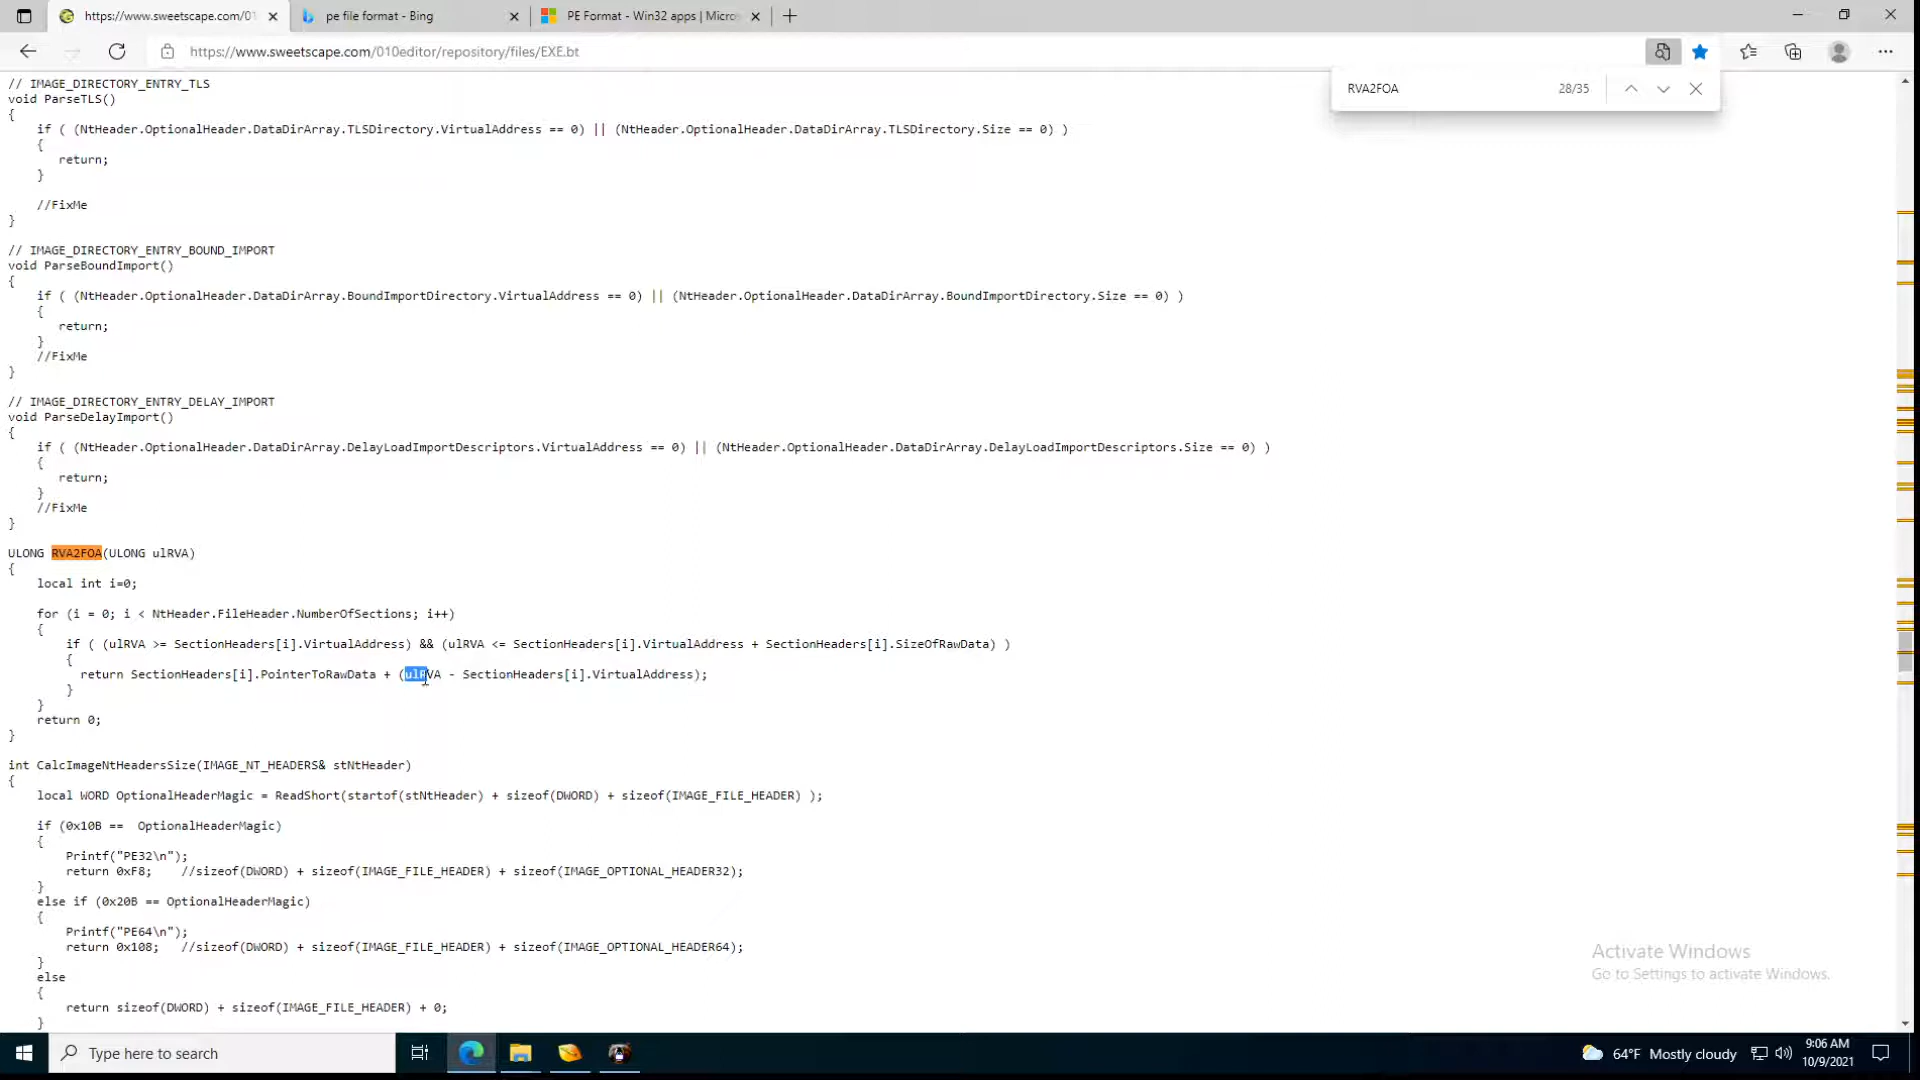 https://www.sweetscape.com/01
pe file format - Bing
PE Format - Win32 apps | Micros
https://www.sweetscape.com/010editor/repository/files/EXE.bt
RVA2FOA
28/35
// IMAGE_DIRECTORY_ENTRY_TLS
void ParseTLS()
{
if ( (NtHeader.OptionalHeader.DataDirArray.TLSDirectory.VirtualAddress == 0) || (NtHeader.OptionalHeader.DataDirArray.TLSDirectory.Size == 0) )
{
return;
}
//FixMe
}
// IMAGE_DIRECTORY_ENTRY_BOUND_IMPORT
void ParseBoundImport()
{
if ( (NtHeader.OptionalHeader.DataDirArray.BoundImportDirectory.VirtualAddress == 0) || (NtHeader.OptionalHeader.DataDirArray.BoundImportDirectory.Size == 0) )
{
return;
}
//FixMe
}
// IMAGE_DIRECTORY_ENTRY_DELAY_IMPORT
void ParseDelayImport()
{
if ( (NtHeader.OptionalHeader.DataDirArray.DelayLoadImportDescriptors.VirtualAddress == 0) || (NtHeader.OptionalHeader.DataDirArray.DelayLoadImportDescriptors.Size == 0) )
{
return;
}
//FixMe
}
ULONG RVA2FOA(ULONG ulRVA)
{
local int i=0;
for (i = 0; i < NtHeader.FileHeader.NumberOfSections; i++)
{
if ( (ulRVA >= SectionHeaders[i].VirtualAddress) && (ulRVA <= SectionHeaders[i].VirtualAddress + SectionHeaders[i].SizeOfRawData) )
{
return SectionHeaders[i].PointerToRawData + (ulRVA - SectionHeaders[i].VirtualAddress);
}
}
return 0;
}
int CalcImageNtHeadersSize(IMAGE_NT_HEADERS& stNtHeader)
{
local WORD OptionalHeaderMagic = ReadShort(startof(stNtHeader) + sizeof(DWORD) + sizeof(IMAGE_FILE_HEADER) );
if (0x10B ==  OptionalHeaderMagic)
{
Printf("PE32\n");
return 0xF8;   //sizeof(DWORD) + sizeof(IMAGE_FILE_HEADER) + sizeof(IMAGE_OPTIONAL_HEADER32);
}
else if (0x20B == OptionalHeaderMagic)
{
Printf("PE64\n");
return 0x108;   //sizeof(DWORD) + sizeof(IMAGE_FILE_HEADER) + sizeof(IMAGE_OPTIONAL_HEADER64);
}
else
{
return sizeof(DWORD) + sizeof(IMAGE_FILE_HEADER) + 0;
}
Activate Windows
Go to Settings to activate Windows.
Type here to search
64°F Mostly cloudy
9:06 AM
10/9/2021